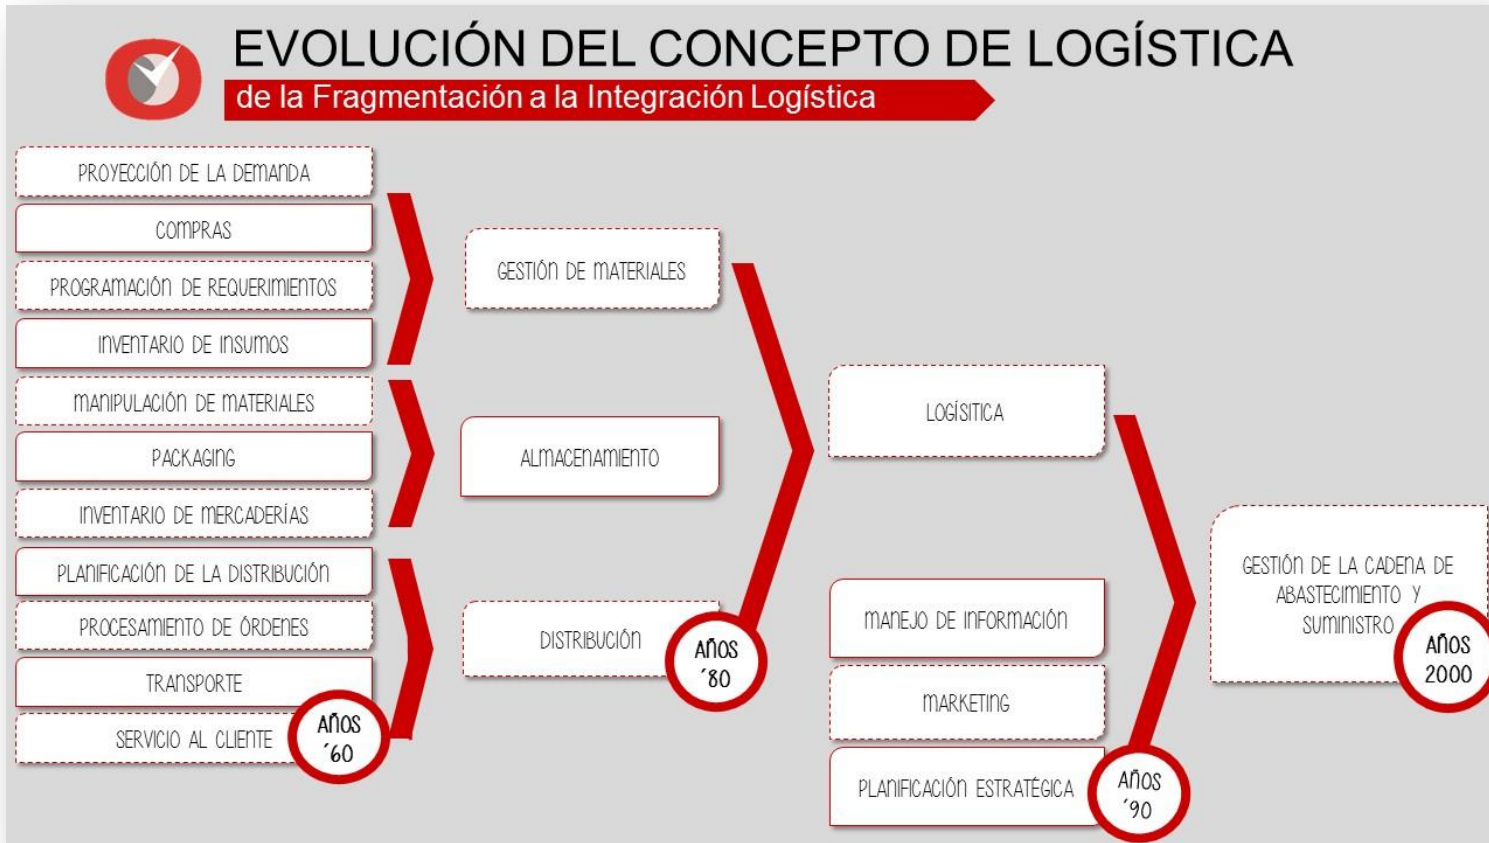 EVOLUCIÓN DEL CONCEPTO DE LOGÍSTICA
de la Fragmentación a la Integración Logística
PROYECCIÓN DE LA DEMANDA
COMPRAS
PROGRAMACIÓN DE REQUERIMIENTOS
INVENTARIO DE INSUMOS
MANIPULACIÓN DE MATERIALES
PACKAGING
INVENTARIO DE MERCADERÍAS
PLANIFICACIÓN DE LA DISTRIBUCIÓN
PROCESAMIENTO DE ÓRDENES
TRANSPORTE
SERVICIO AL CLIENTE
AÑOS
´60
GESTIÓN DE MATERIALES
ALMACENAMIENTO
DISTRIBUCIÓN
AÑOS
´80
LOGÍSITICA
MANEJO DE INFORMACIÓN
MARKETING
PLANIFICACIÓN ESTRATÉGICA
AÑOS
´90
GESTIÓN DE LA CADENA DE
ABASTECIMIENTO Y
SUMINISTRO
AÑOS
2000